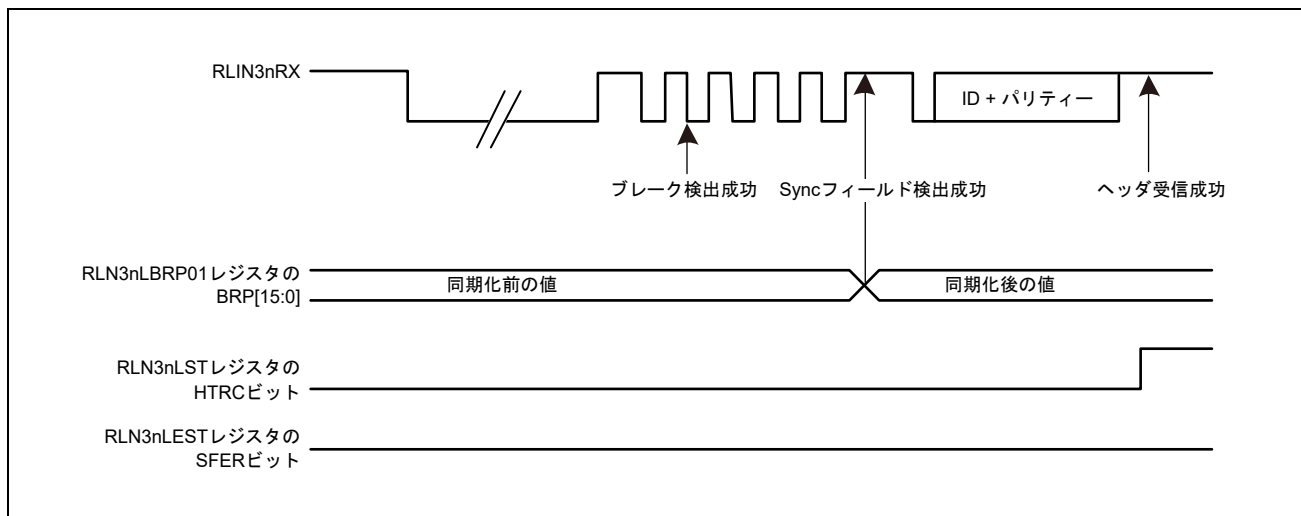 RLIN3nRX
ID + パリティー
ブレーク検出成功
Syncフィールド検出成功
ヘッダ受信成功
RLN3nLBRP01レジスタの
BRP[15:0]
同期化前の値
同期化後の値
RLN3nLSTレジスタの
HTRCビット
RLN3nLESTレジスタの
SFERビット